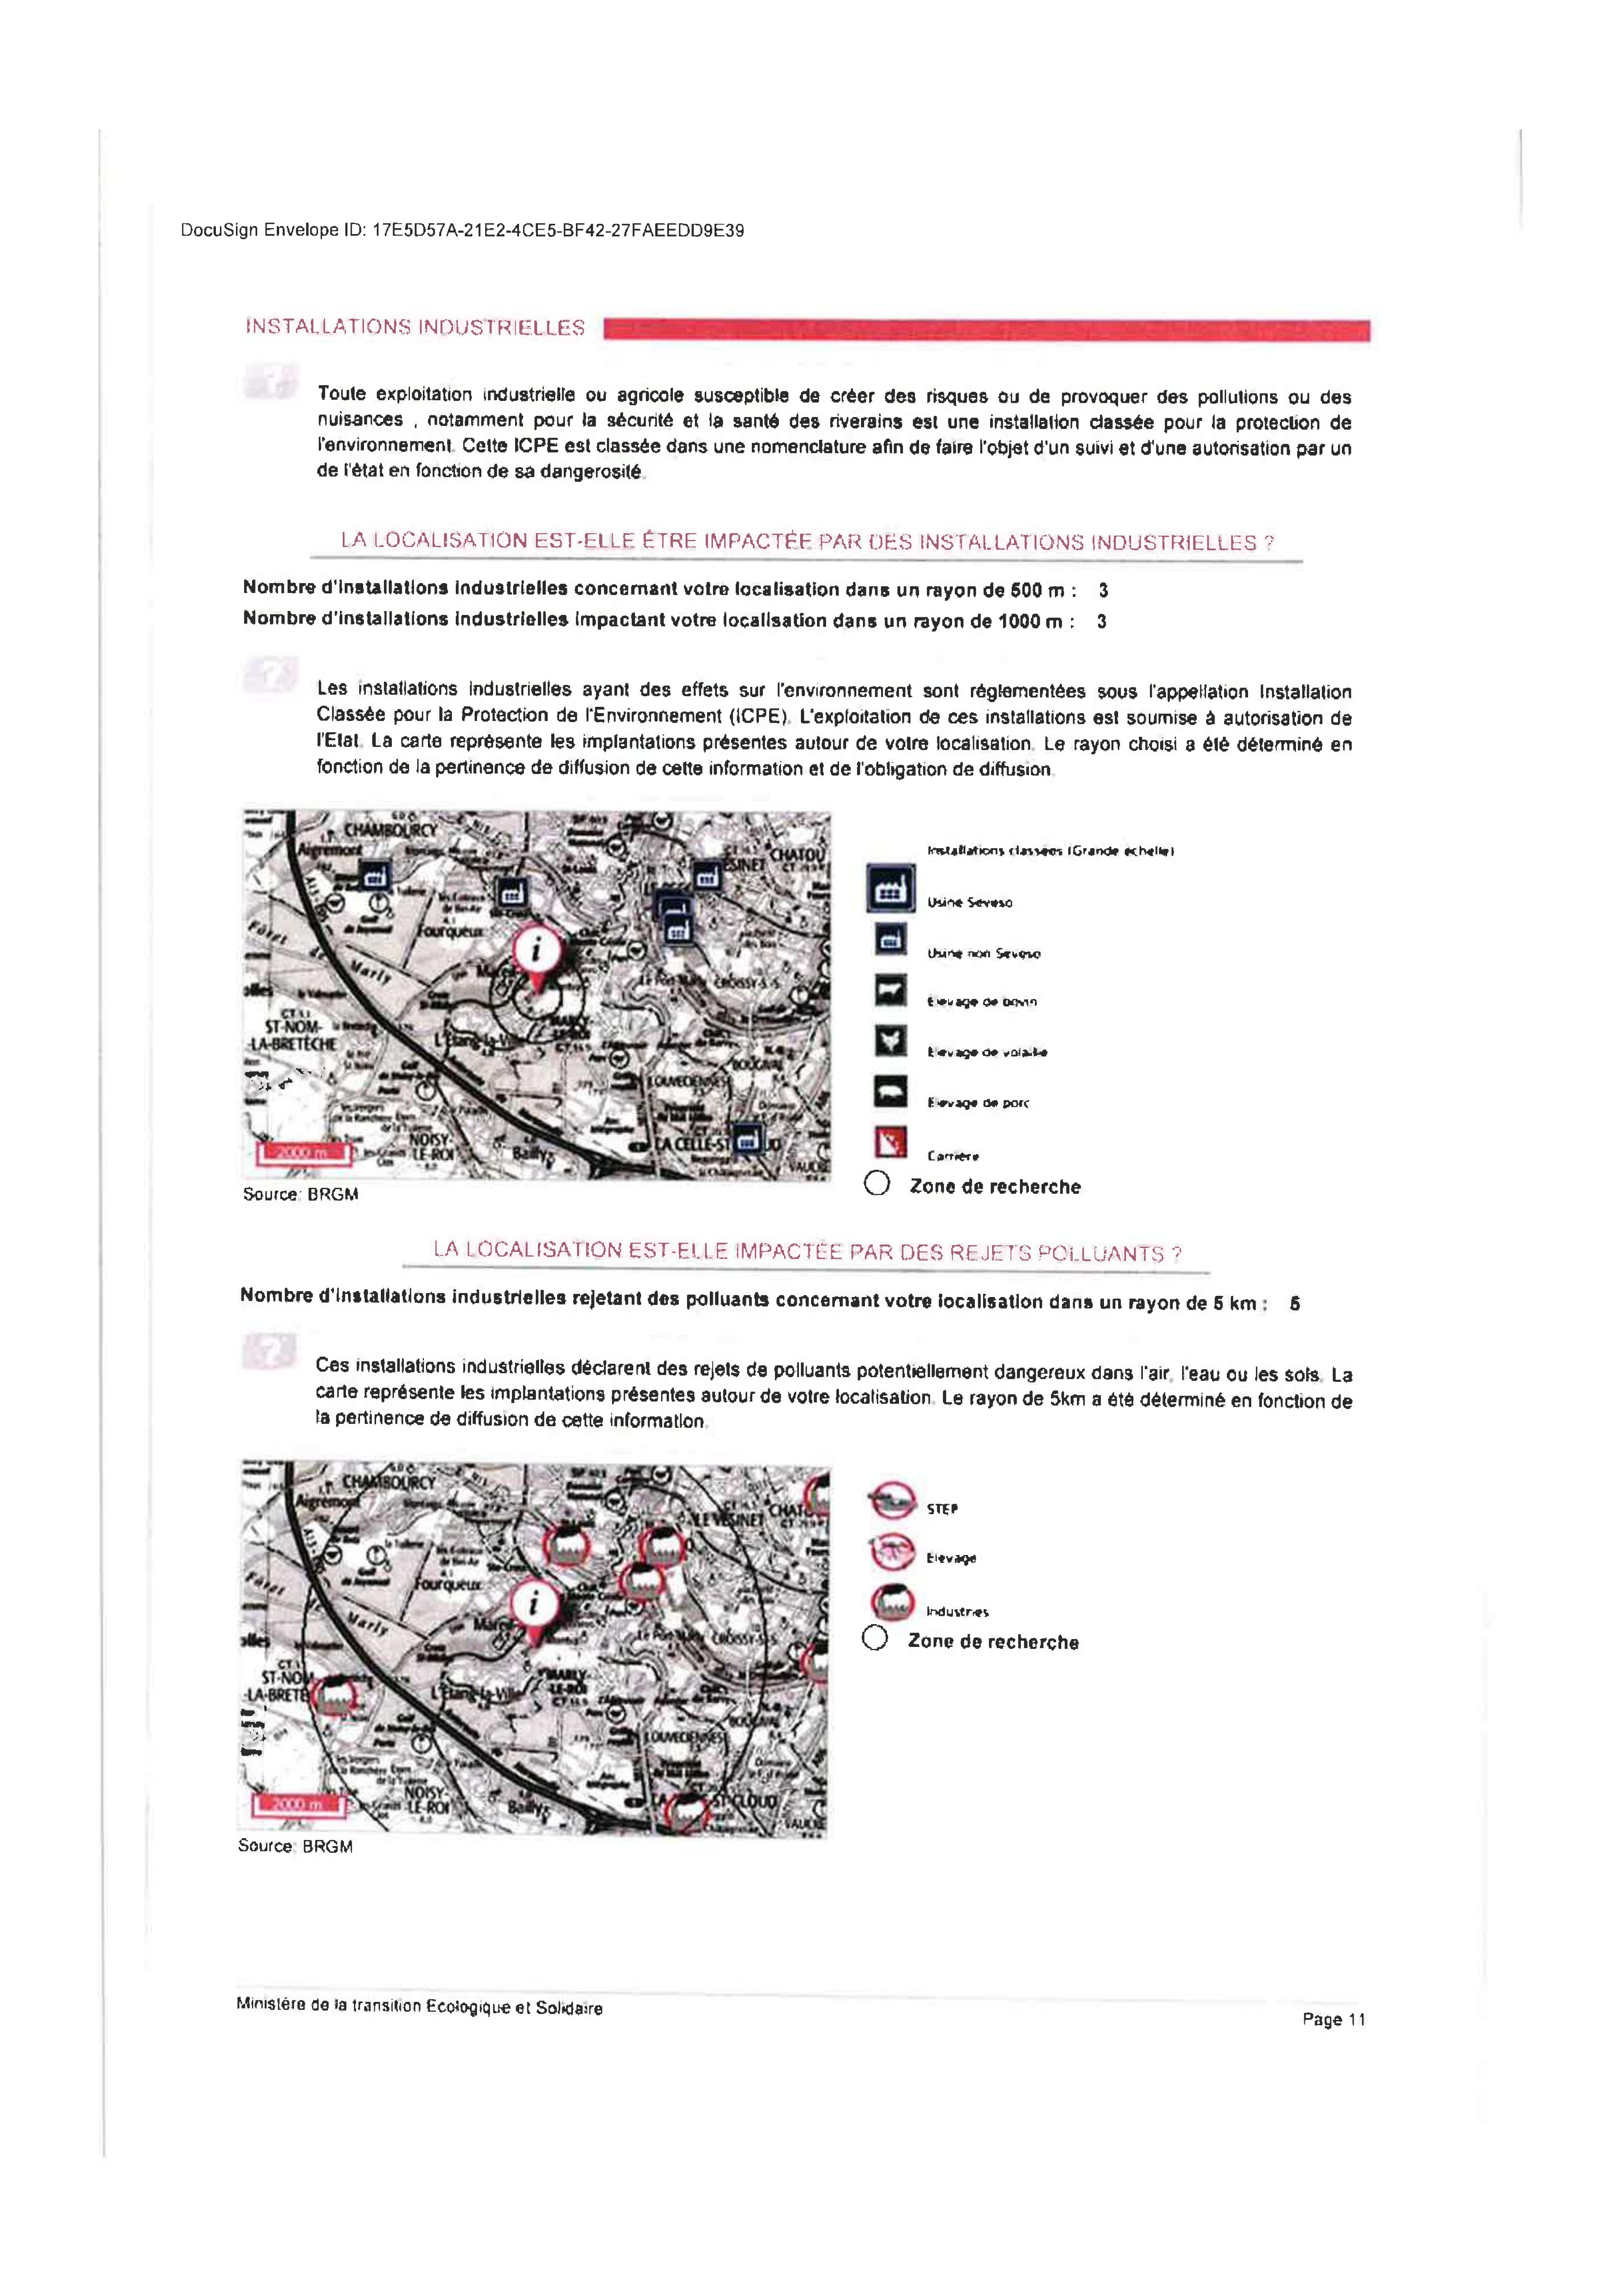 DocuSign Envelope ID: 17E5D57A-21E2-4CE5-BF42-27FAEEDD9E39
INSTALLATIONS INDUSTRIELLES
Toute exploitation industrielle ou agricole susceptible de créer des risques ou de provoquer des pollutions ou des
nuisances , notamment pour la sécurité et la santé des riverains est une installation classée pour la protection de
l'environnement. Cette ICPE est classée dans une nomenclature afin de faire l'objet d'un suivi et d'une autorisation par un
de l'état en fonction de sa dangerosité.
LA LOCALISATION EST-ELLE ÊTRE IMPACTÉE PAR DES INSTALLATIONS INDUSTRIELLES ?
Nombre d'installations industrielles concernant votre localisation dans un rayon de 500 m : 3
Nombre d'installations industrielles impactant votre localisation dans un rayon de 1000 m : 3
Les installations industrielles ayant des effets sur l'environnement sont réglementées sous l'appellation Installation
Classée pour la Protection de l'Environnement (ICPE). L'exploitation de ces installations est soumise à autorisation de
l'Etat. La carte représente les implantations présentes autour de votre localisation. Le rayon choisi a été déterminé en
fonction de la pertinence de diffusion de cette information et de l'obligation de diffusion.
CHAMBOURCY
Aigremont
CHATOU
Fourqueux
Forêt de Marly
CROISSY-S-S
ST-NOM-
-LA-BRETÈCHE
L'Étang-la-Ville
MARLY-
LE-ROI
BOUGIVAL
LOUVECIENNES
NOISY-
LE-ROI
Bailly
LA CELLE-ST
2000 m
Installations classées (Grande échelle)
Usine Seveso
Usine non Seveso
Elevage de bovin
Elevage de volaille
Elevage de porc
Carrière
Zone de recherche
Source: BRGM
LA LOCALISATION EST-ELLE IMPACTÉE PAR DES REJETS POLLUANTS ?
Nombre d'installations industrielles rejetant des polluants concernant votre localisation dans un rayon de 5 km :
Ces installations industrielles déclarent des rejets de polluants potentiellement dangereux dans l'air, l'eau ou les sols. La
carte représente les implantations présentes autour de votre localisation. Le rayon de 5km a été déterminé en fonction de
la pertinence de diffusion de cette information.
CHAMBOURCY
Aigremont
LE VESINET
Fourqueux
Forêt de Marly
CROISSY-S-S
ST-NOM
-LA-BRETE
L'Étang-la-Ville
MARLY-
LE-ROI
BOUGIVAL
LOUVECIENNES
NOISY-
LE-ROI
Bailly
ST-CLOUD
2000 m
STEP
Elevage
Industries
Zone de recherche
Source: BRGM
Ministère de la transition Ecologique et Solidaire
Page 11